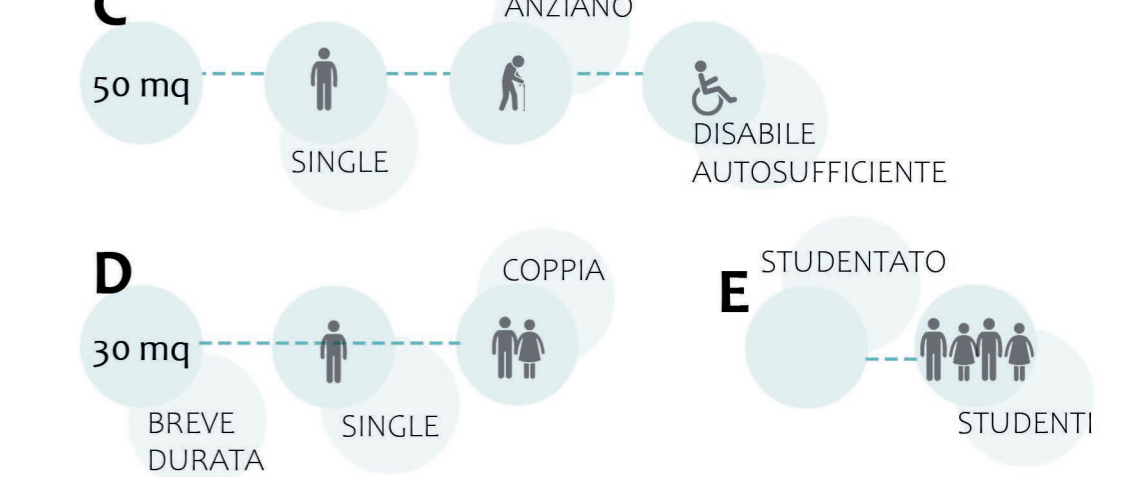 C
ANZIANO
50 mq
SINGLE
DISABILE
AUTOSUFFICIENTE
D
COPPIA
30 mq
BREVE
DURATA
SINGLE
E
STUDENTATO
STUDENTI